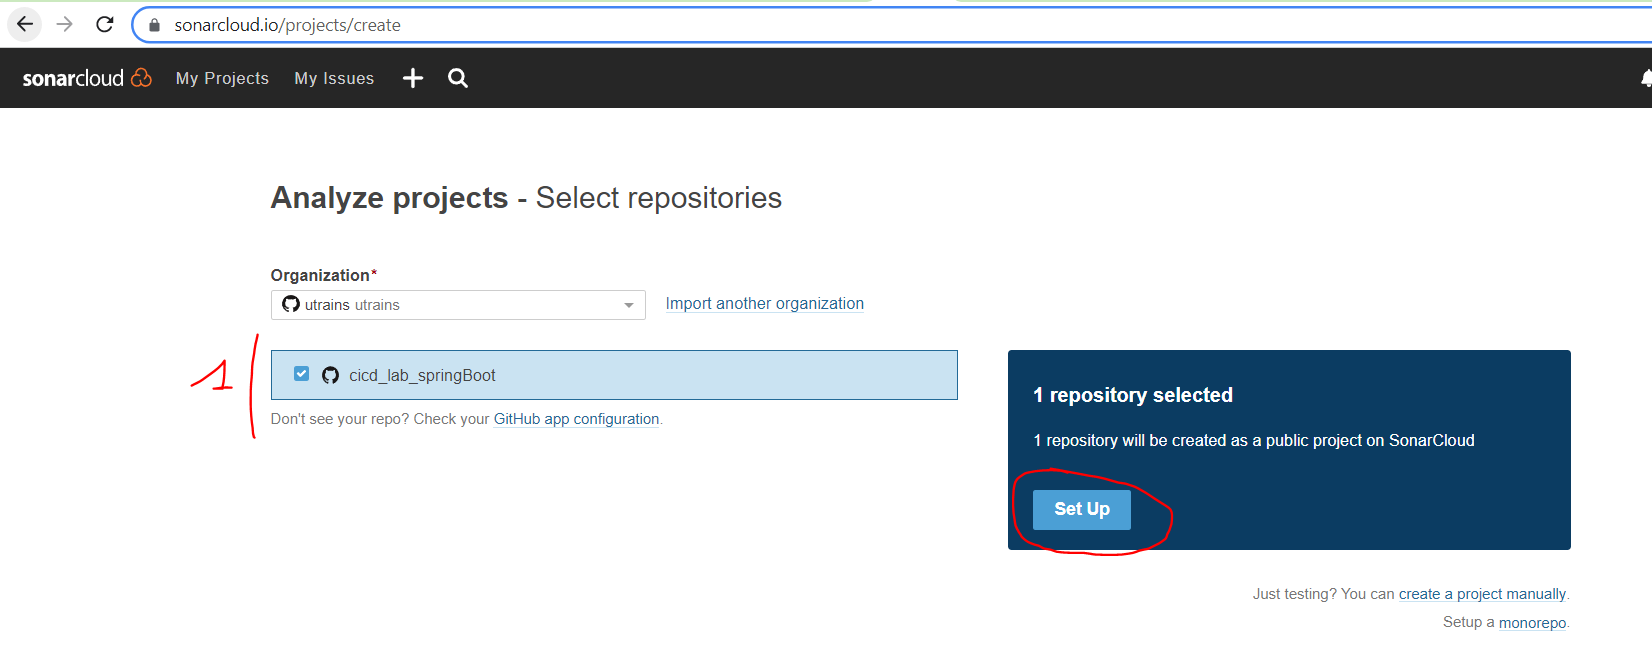 sonarcloud.io/projects/create
sonarcloud My Projects My Issues
Analyze projects - Select repositories
Organization*
utrains utrains Import another organization
1
cicd_lab_springBoot
Don't see your repo? Check your GitHub app configuration.
1 repository selected
1 repository will be created as a public project on SonarCloud
Set Up
Just testing? You can create a project manually.
Setup a monorepo.